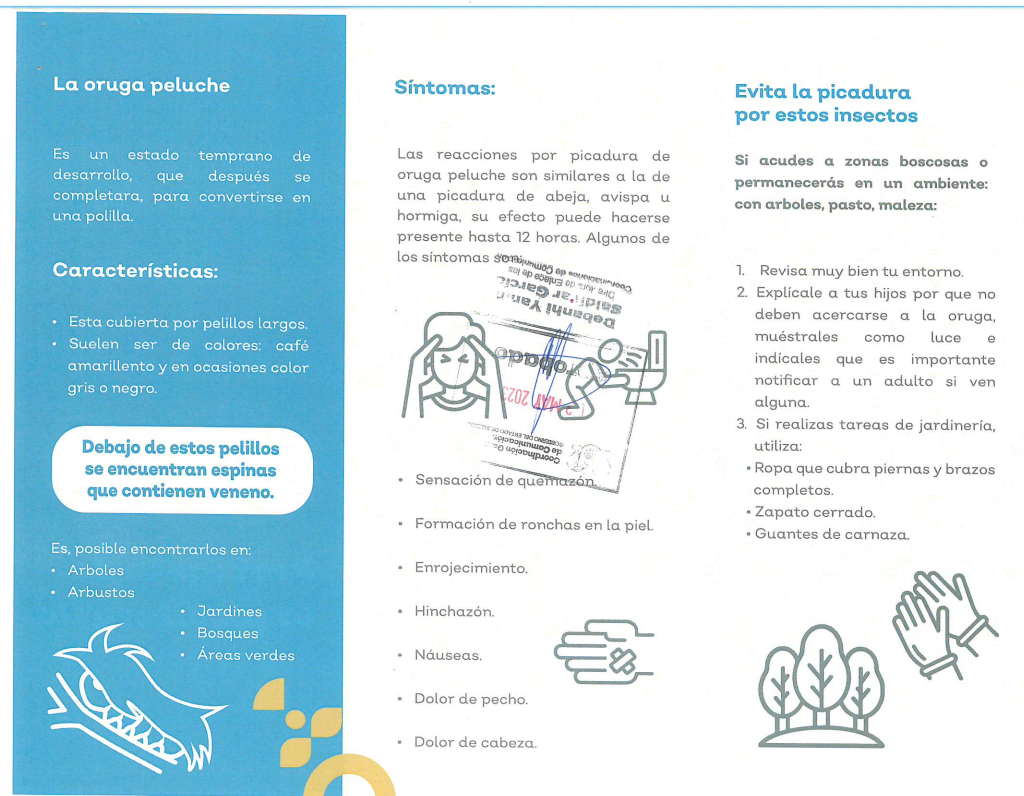 La oruga peluche
Es un estado temprano de
desarrollo, que después se
completara, para convertirse en
una polilla.
Características:
• Esta cubierta por pelillos largos.
• Suelen ser de colores: café
amarillento y en ocasiones color
gris o negro.
Debajo de estos pelillos
se encuentran espinas
que contienen veneno.
Es, posible encontrarlos en:
• Arboles
• Arbustos
• Jardines
• Bosques
• Áreas verdes
Síntomas:
Las reacciones por picadura de
oruga peluche son similares a la de
una picadura de abeja, avispa u
hormiga, su efecto puede hacerse
presente hasta 12 horas. Algunos de
los síntomas son:
Coordinación
de Comunicación.
MAY 2023
Debanhi
• Sensación de quemazón.
• Formación de ronchas en la piel.
• Enrojecimiento.
• Hinchazón.
• Náuseas.
• Dolor de pecho.
• Dolor de cabeza.
Evita la picadura
por estos insectos
Si acudes a zonas boscosas o
permanecerás en un ambiente:
con arboles, pasto, maleza:
1. Revisa muy bien tu entorno.
2. Explícale a tus hijos por que no
deben acercarse a la oruga,
muéstrales como luce e
indícales que es importante
notificar a un adulto si ven
alguna.
3. Si realizas tareas de jardinería,
utiliza:
• Ropa que cubra piernas y brazos
completos.
• Zapato cerrado.
• Guantes de carnaza.